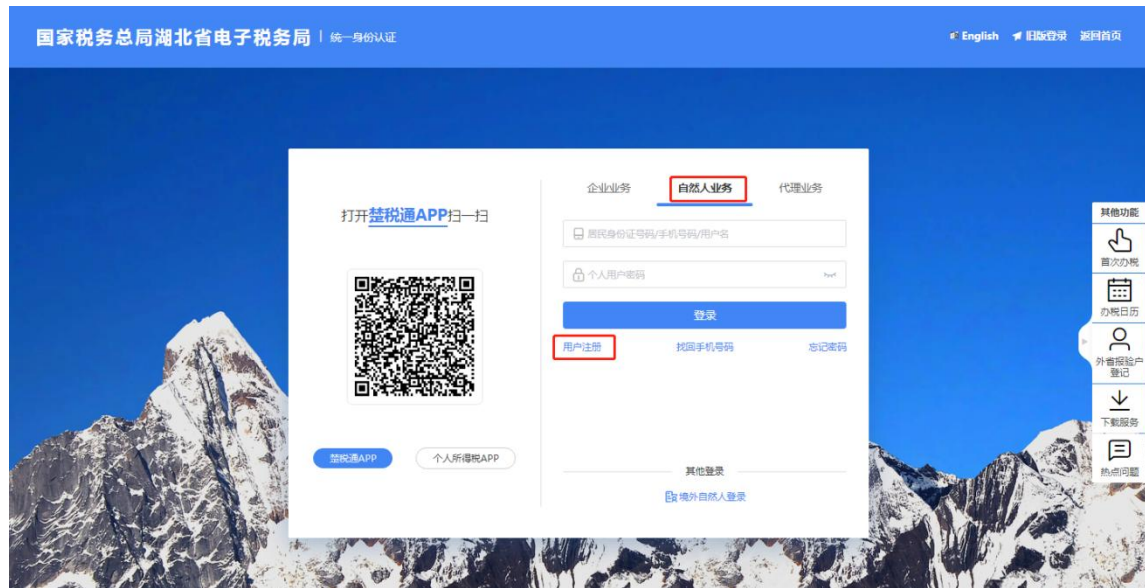 国家税务总局湖北省电子税务局 | 统一身份认证
English 旧版登录 返回首页
打开楚税通APP扫一扫
楚税通APP 个人所得税APP
企业业务 自然人业务 代理业务
居民身份证号码/手机号码/用户名
个人用户密码
登录
用户注册 找回手机号码 忘记密码
其他登录
境外自然人登录
其他功能
首次办税
办税日历
外省报验户
登记
下载服务
热点问题